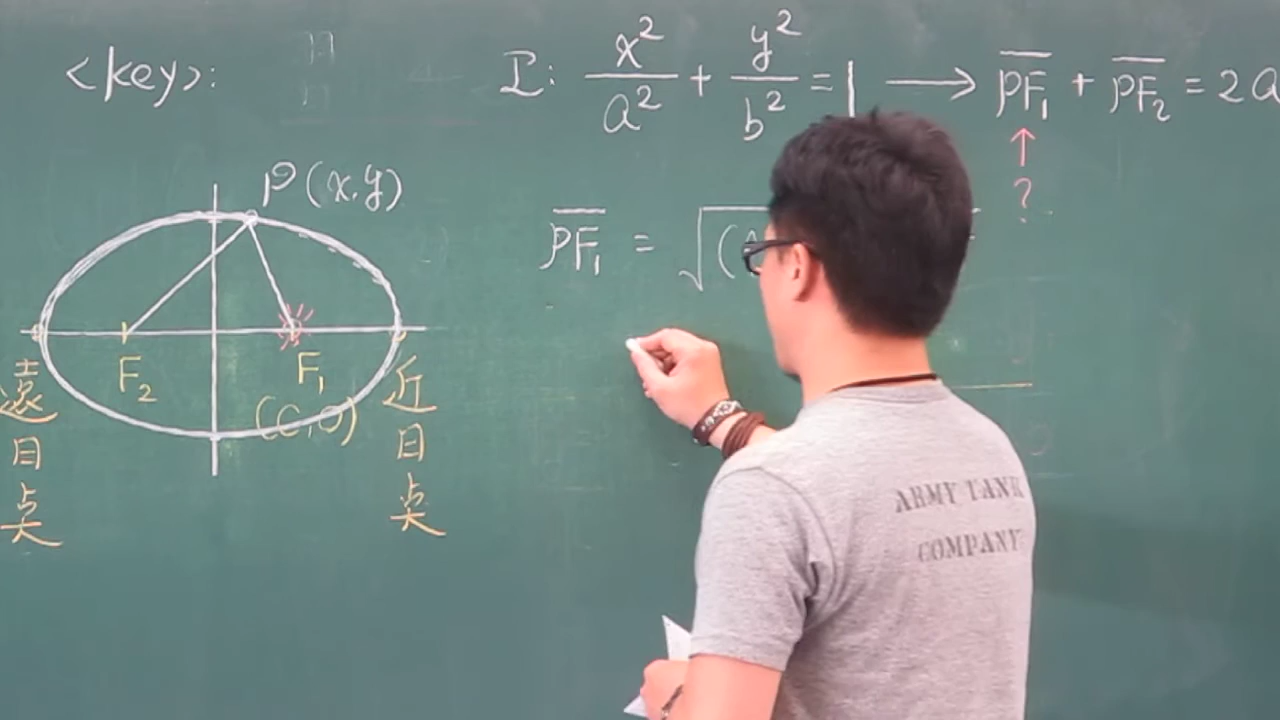 <key>:
Γ: x²/a² + y²/b² = 1 → PF₁ + PF₂ = 2a
↑
?
P(x,y)
PF₁ = √(
F₂
F₁
(c,0)
遠日点
近日点
ARMY TANK
COMPANY